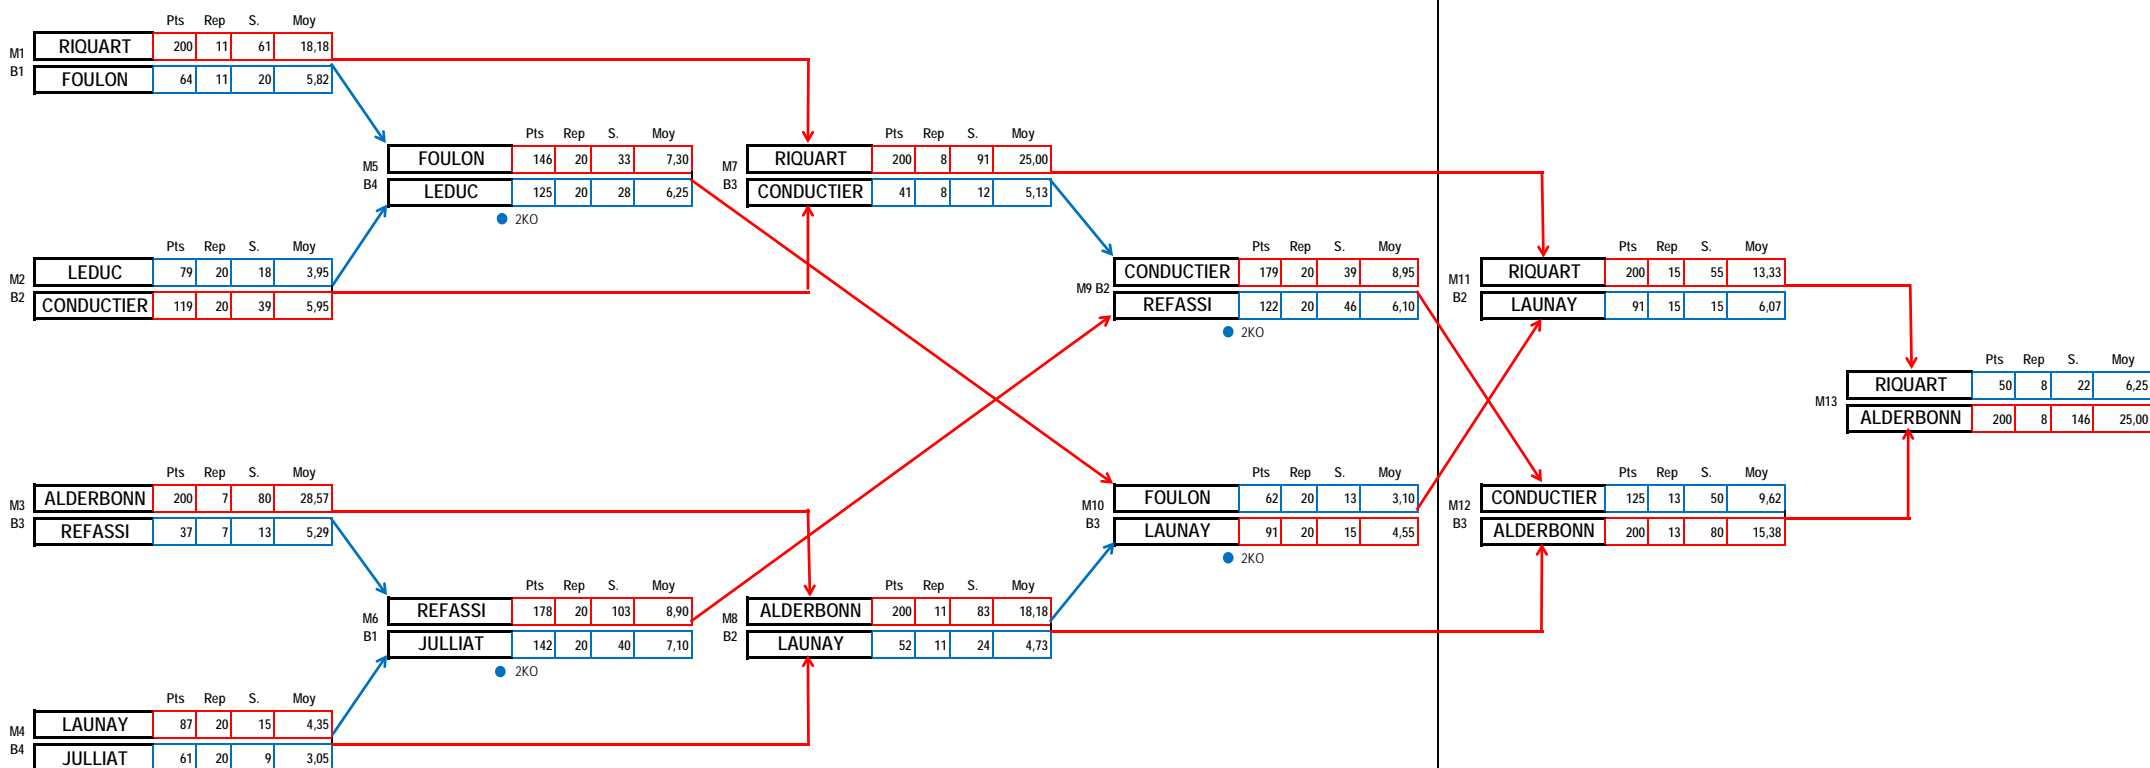 Pts Rep S. Moy
M1 B1
RIQUART 200 11 61 18,18
FOULON 64 11 20 5,82
Pts Rep S. Moy
M5 B4
FOULON 146 20 33 7,30
LEDUC 125 20 28 6,25
2KO
Pts Rep S. Moy
M7 B3
RIQUART 200 8 91 25,00
CONDUCTIER 41 8 12 5,13
Pts Rep S. Moy
M2 B2
LEDUC 79 20 18 3,95
CONDUCTIER 119 20 39 5,95
Pts Rep S. Moy
M9 B2
CONDUCTIER 179 20 39 8,95
REFASSI 122 20 46 6,10
2KO
Pts Rep S. Moy
M11 B2
RIQUART 200 15 55 13,33
LAUNAY 91 15 15 6,07
Pts Rep S. Moy
M13
RIQUART 50 8 22 6,25
ALDERBONN 200 8 146 25,00
Pts Rep S. Moy
M3 B3
ALDERBONN 200 7 80 28,57
REFASSI 37 7 13 5,29
Pts Rep S. Moy
M10 B3
FOULON 62 20 13 3,10
LAUNAY 91 20 15 4,55
2KO
Pts Rep S. Moy
M12 B3
CONDUCTIER 125 13 50 9,62
ALDERBONN 200 13 80 15,38
Pts Rep S. Moy
M6 B1
REFASSI 178 20 103 8,90
JULLIAT 142 20 40 7,10
2KO
Pts Rep S. Moy
M8 B2
ALDERBONN 200 11 83 18,18
LAUNAY 52 11 24 4,73
Pts Rep S. Moy
M4 B4
LAUNAY 87 20 15 4,35
JULLIAT 61 20 9 3,05